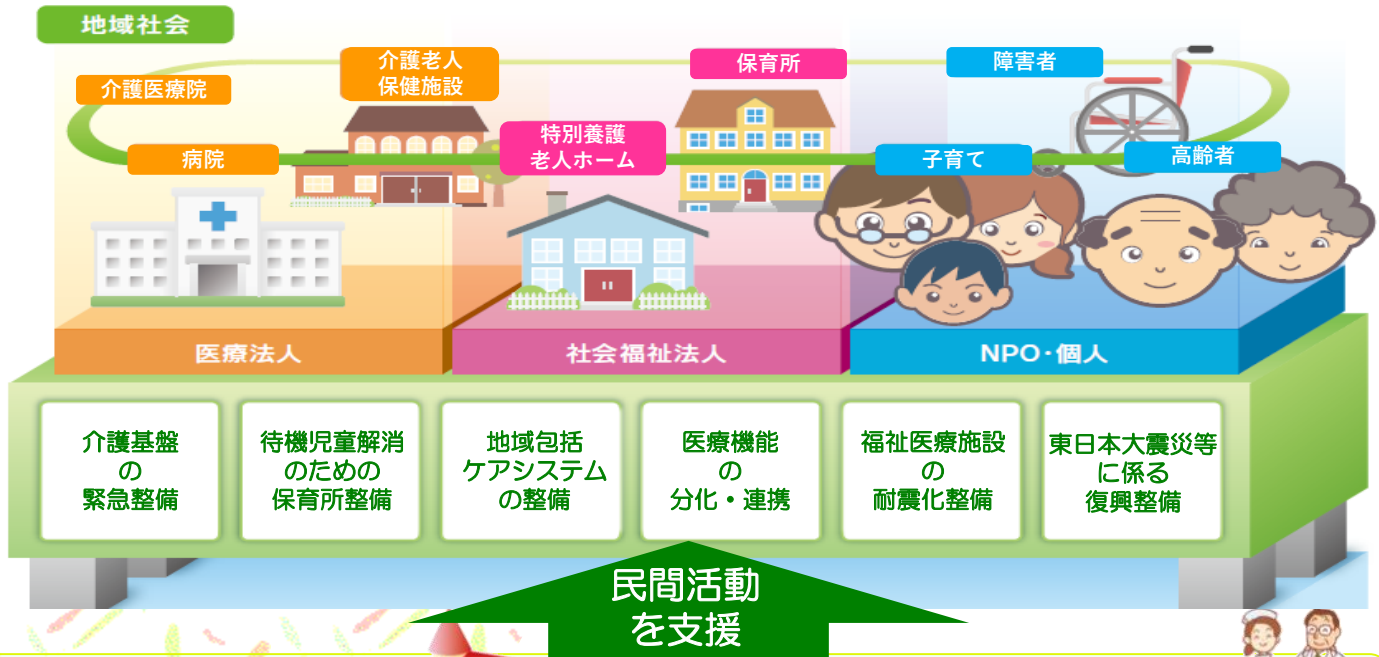 地域社会
介護医療院
介護老人
保健施設
保育所
障害者
病院
特別養護
老人ホーム
子育て
高齢者
医療法人
社会福祉法人
NPO･個人
介護基盤
の
緊急整備
待機児童解消
のための
保育所整備
地域包括
ケアシステム
の整備
医療機能
の
分化・連携
福祉医療施設
の
耐震化整備
東日本大震災等
に係る
復興整備
民間活動
を支援